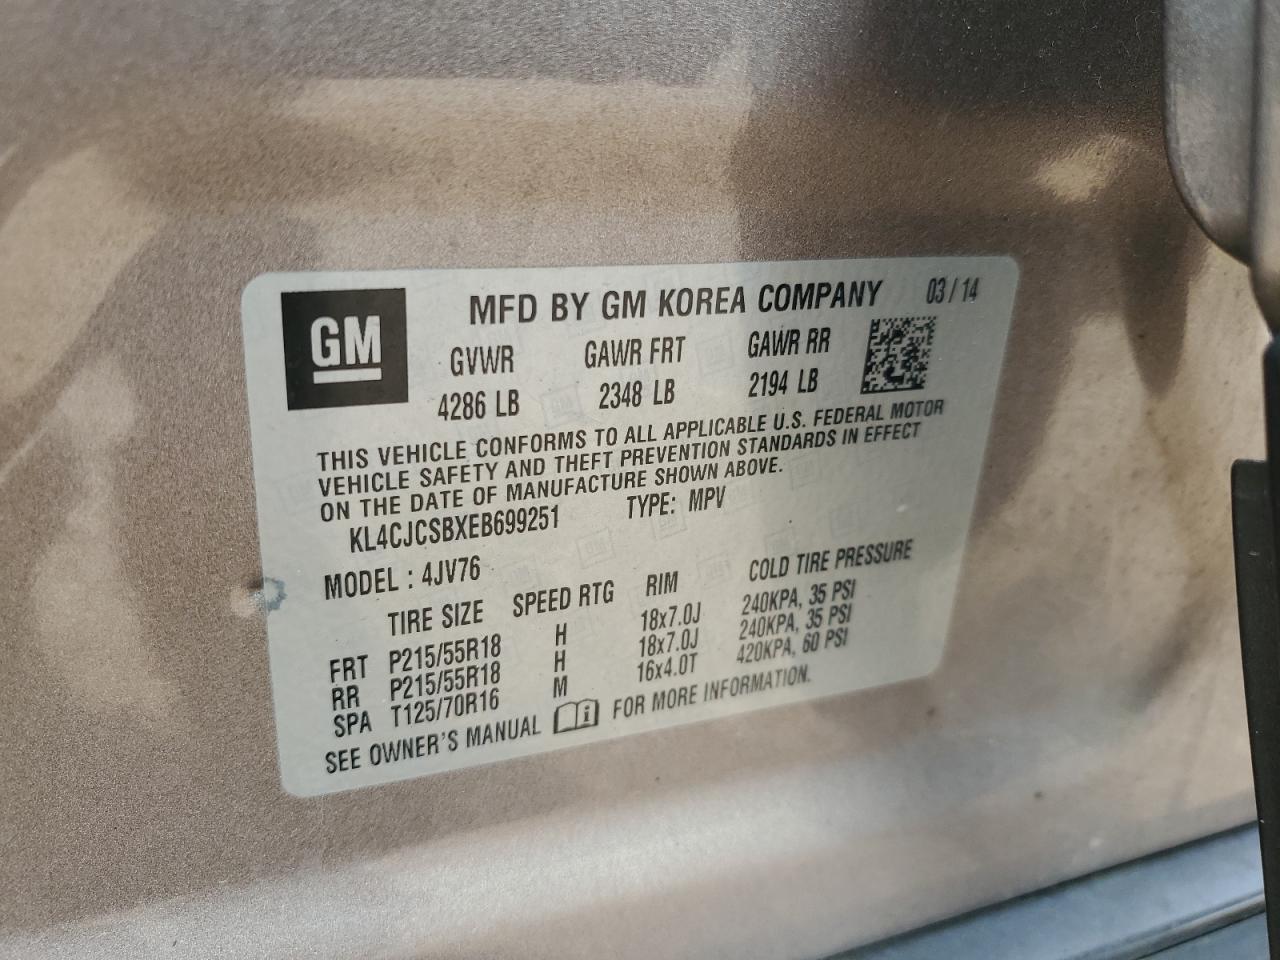 GM
MFD BY GM KOREA COMPANY 03/14
GVWR GAWR FRT GAWR RR
4286 LB 2348 LB 2194 LB
THIS VEHICLE CONFORMS TO ALL APPLICABLE U.S. FEDERAL MOTOR
VEHICLE SAFETY AND THEFT PREVENTION STANDARDS IN EFFECT
ON THE DATE OF MANUFACTURE SHOWN ABOVE.
KL4CJCSBXEB699251 TYPE: MPV
MODEL : 4JV76
TIRE SIZE SPEED RTG RIM COLD TIRE PRESSURE
FRT P215/55R18 H 18x7.0J 240KPA, 35 PSI
RR P215/55R18 H 18x7.0J 240KPA, 35 PSI
SPA T125/70R16 M 16x4.0T 420KPA, 60 PSI
SEE OWNER'S MANUAL i FOR MORE INFORMATION.